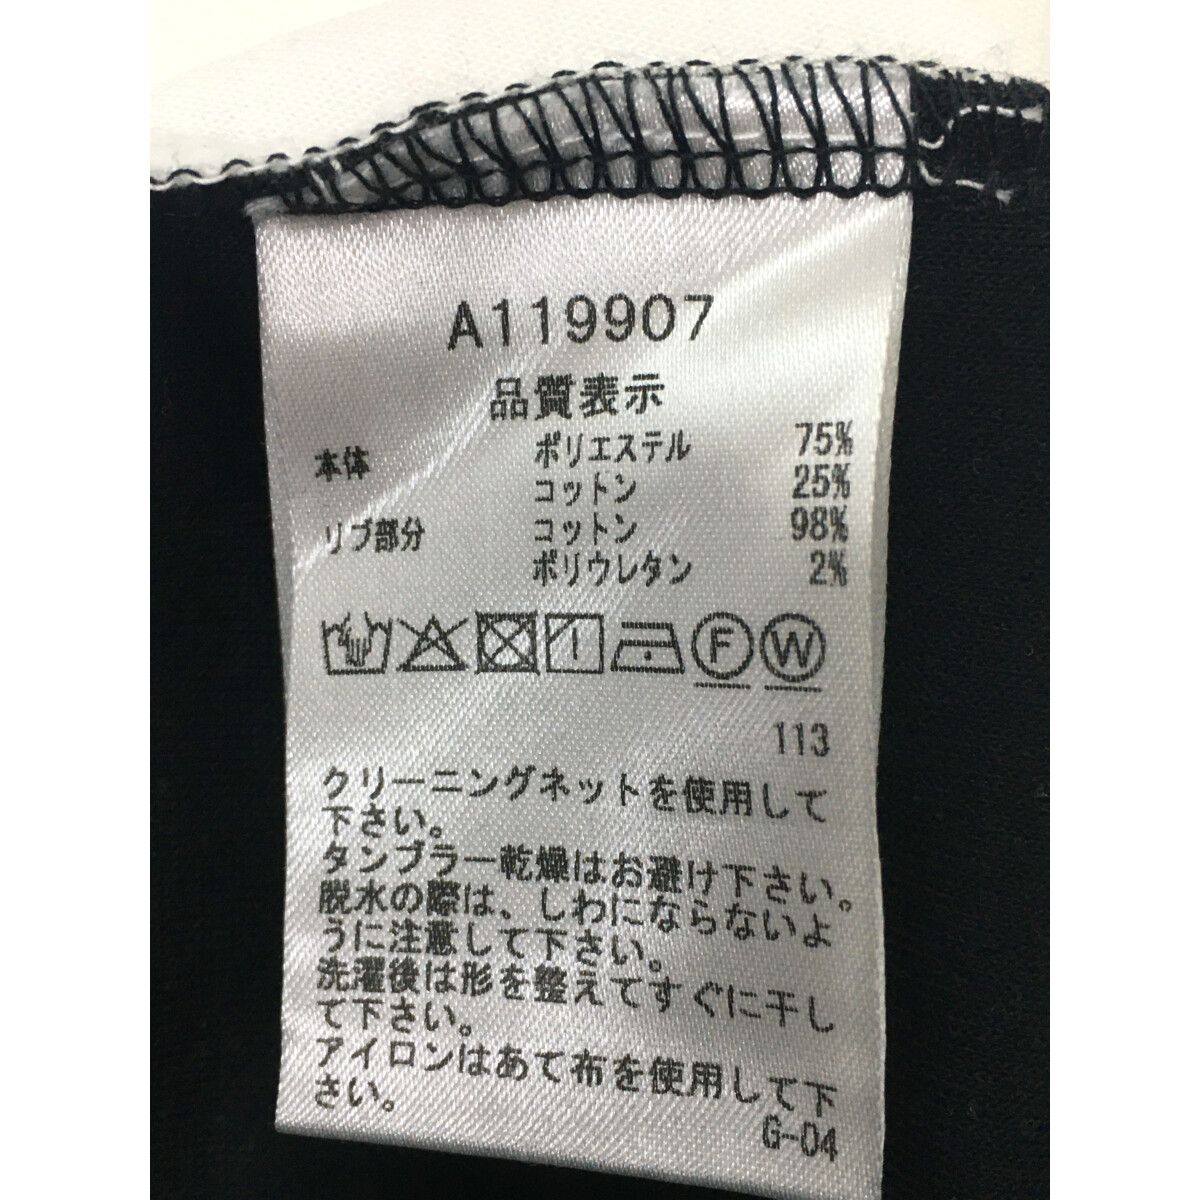 A119907
品質表示
本体 ポリエステル 75%
コットン 25%
リブ部分 コットン 98%
ポリウレタン 2%
F W
113
クリーニングネットを使用して
下さい。
タンブラー乾燥はお避け下さい。
脱水の際は、しわにならないよ
うに注意して下さい。
洗濯後は形を整えてすぐに干し
て下さい。
アイロンはあて布を使用して下
さい。
G-04